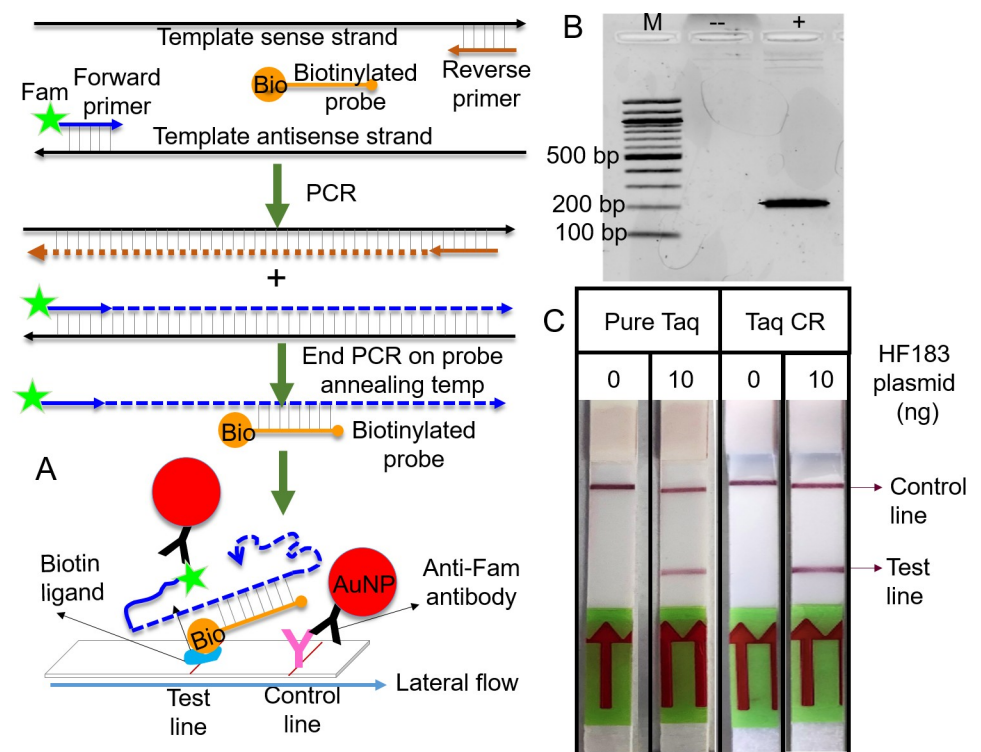 Template sense strand
Bio
Biotinylated
probe
Reverse
primer
Fam
Forward
primer
Template antisense strand
PCR
+
End PCR on probe
annealing temp
Bio
Biotinylated
probe
A
Biotin
ligand
AuNP
Anti-Fam
antibody
Bio
Test
line
Control
line
Lateral flow
B
M -- +
500 bp
200 bp
100 bp
C
Pure Taq
Taq CR
0 10 0 10
HF183
plasmid
(ng)
Control
line
Test
line